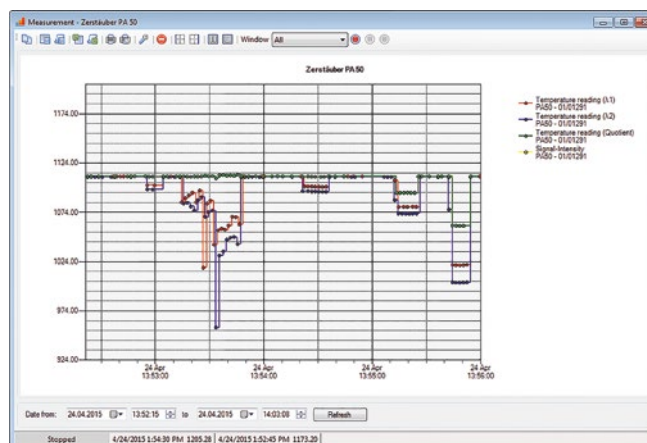 Measurement - Zerstäuber PA 50
Window All
Zerstäuber PA 50
1174.00
1124.00
1074.00
1024.00
974.00
924.00
24 Apr
13:53:00
24 Apr
13:54:00
24 Apr
13:55:00
24 Apr
13:56:00
Temperature reading (λ1)
PA50 - 01/01291
Temperature reading (λ2)
PA50 - 01/01291
Temperature reading (Quotient)
PA50 - 01/01291
Signal-Intensity
PA50 - 01/01291
Date from: 24.04.2015 13:52:15 to 24.04.2015 14:03:08 Refresh
Stopped 4/24/2015 1:54:30 PM 1205.28 4/24/2015 1:52:45 PM 1173.20